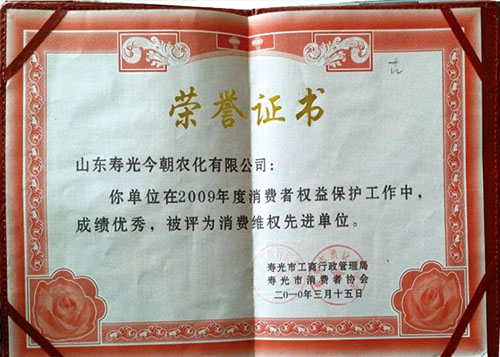 荣誉证书
山东寿光今朝农化有限公司：
你单位在2009年度消费者权益保护工作中，
成绩优秀，被评为消费维权先进单位。
寿光市工商行政管理局
寿光市消费者协会
二〇一〇年三月十五日